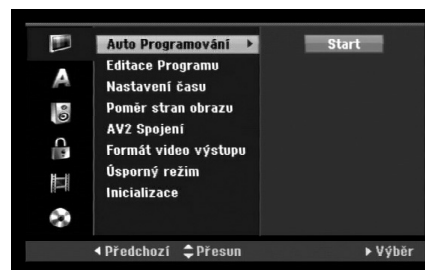 Auto Programování Start
Editace Programu
Nastavení času
Poměr stran obrazu
AV2 Spojení
Formát video výstupu
Úsporný režim
Inicializace
Předchozí Přesun Výběr